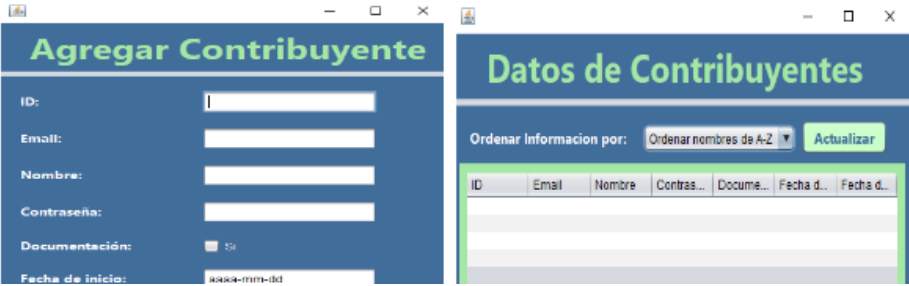 Agregar Contribuyente
ID:
Email:
Nombre:
Contraseña:
Documentación:
Si
Fecha de inicio:
aaaa-mm-dd
Datos de Contribuyentes
Ordenar Informacion por:
Ordenar nombres de A-Z
Actualizar
ID Email Nombre Contras... Docume... Fecha d... Fecha d...